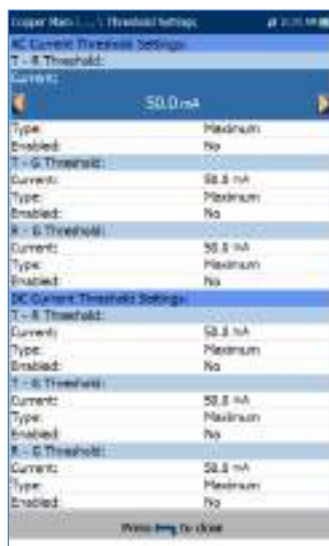 Copper Main \ ... \ Threshold Settings
AC Current Threshold Settings:
T - R Threshold:
Current:
50.0 mA
Type: Maximum
Enabled: No
T - G Threshold:
Current: 50.0 mA
Type: Maximum
Enabled: No
R - G Threshold:
Current: 50.0 mA
Type: Maximum
Enabled: No
DC Current Threshold Settings:
T - R Threshold:
Current: 50.0 mA
Type: Maximum
Enabled: No
T - G Threshold:
Current: 50.0 mA
Type: Maximum
Enabled: No
R - G Threshold:
Current: 50.0 mA
Type: Maximum
Enabled: No
Press to close